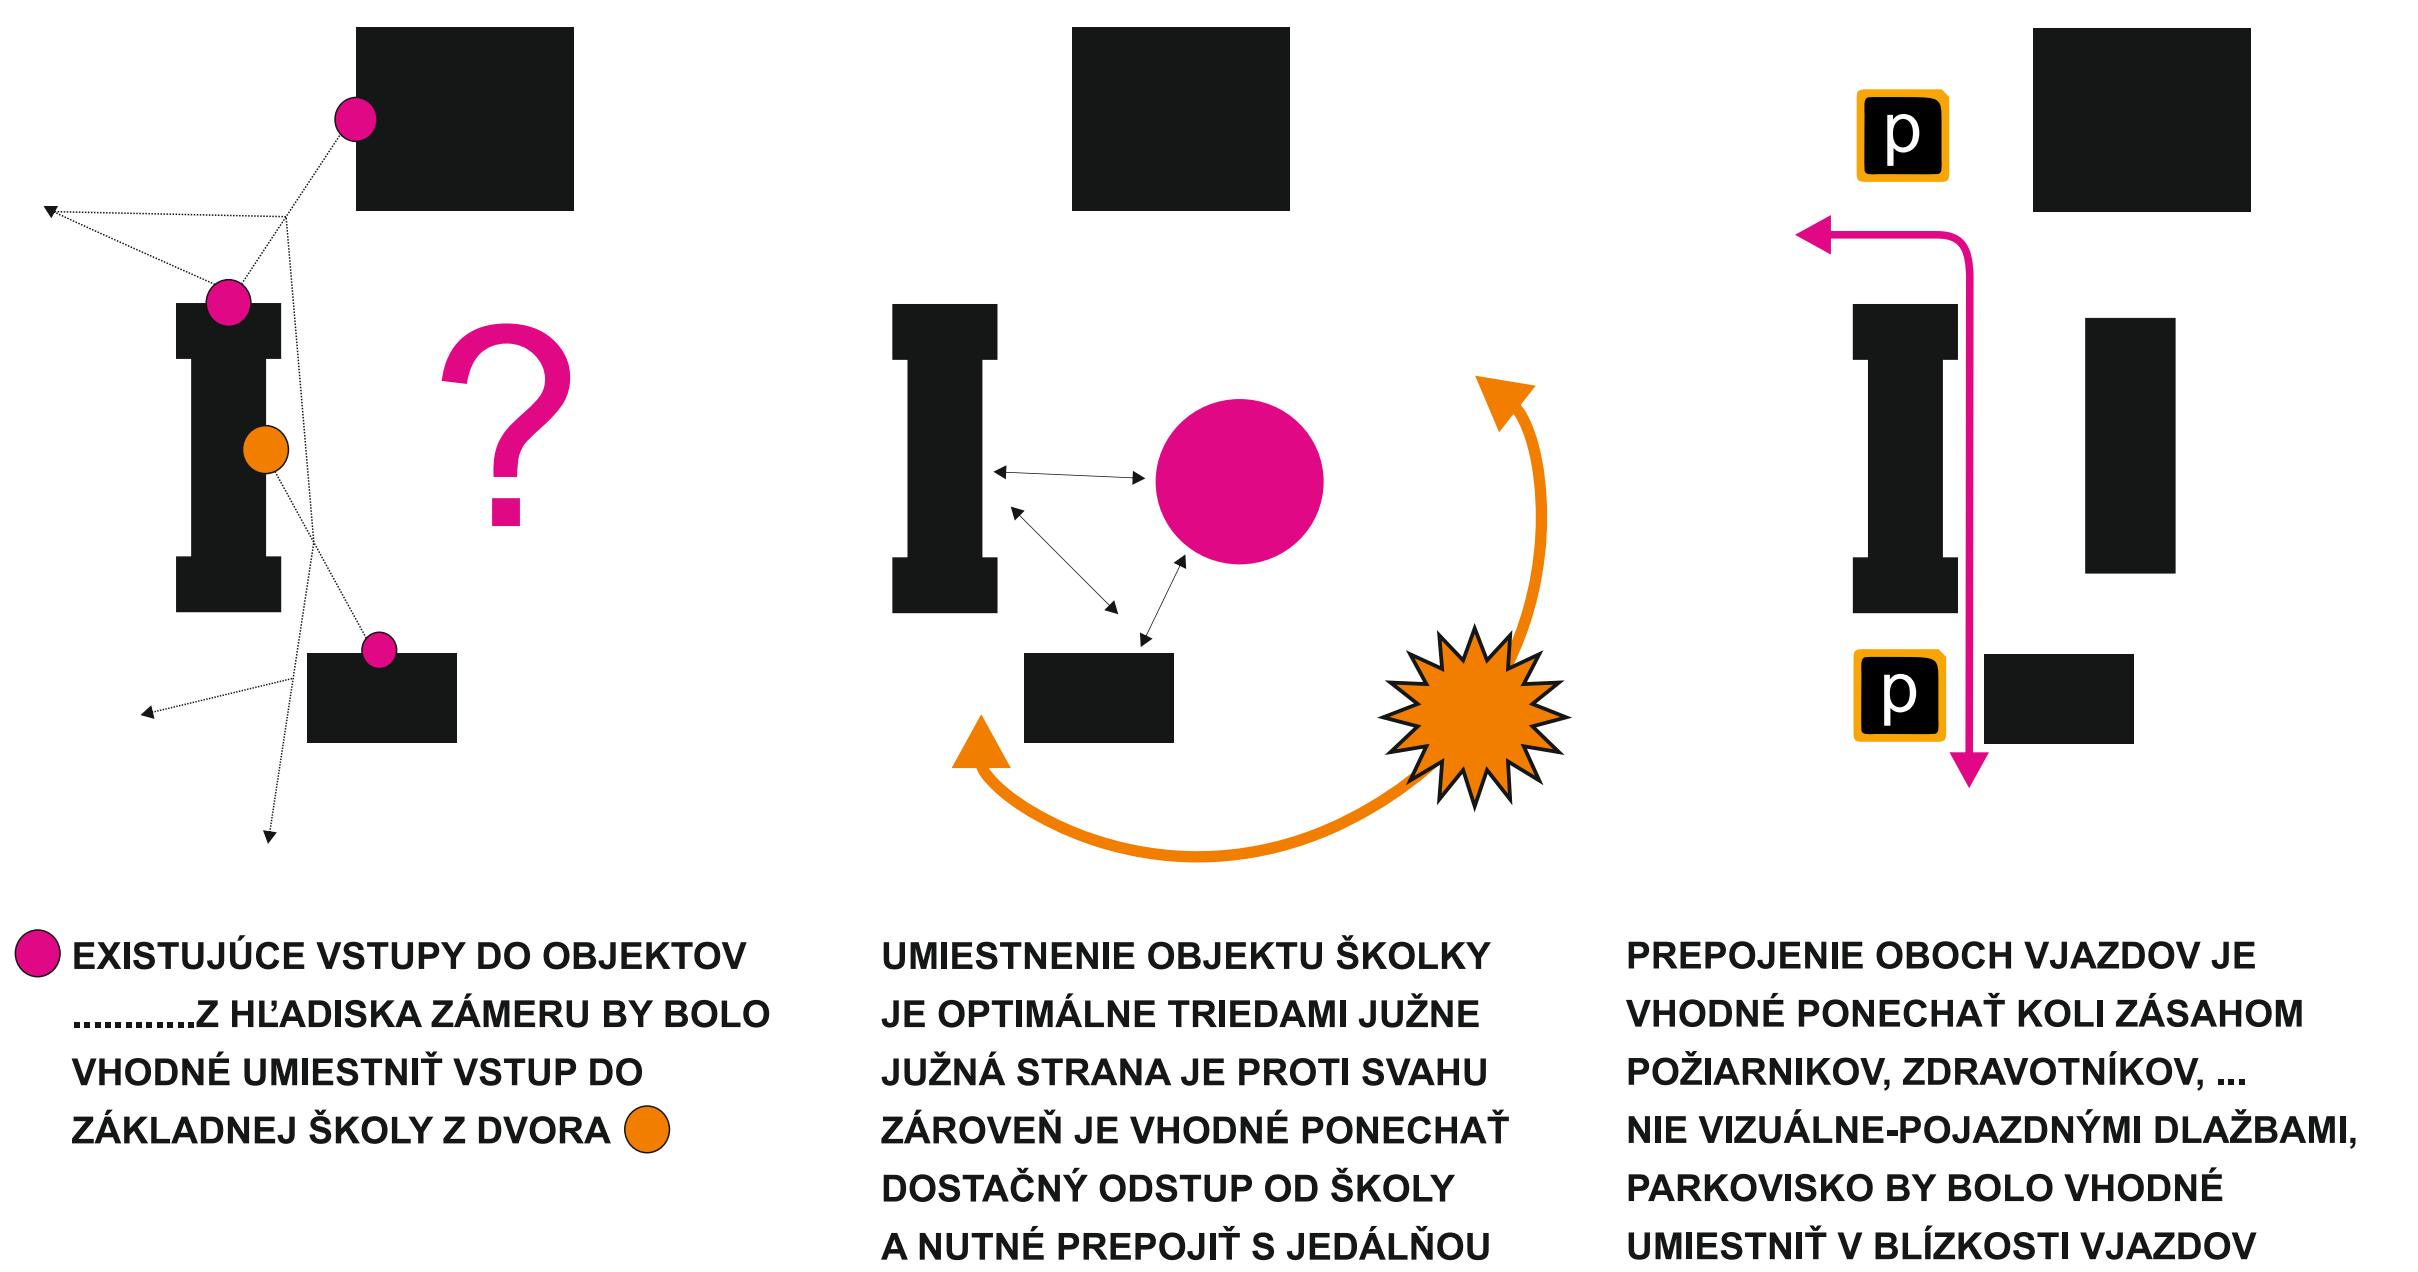 ?
p
p
EXISTUJÚCE VSTUPY DO OBJEKTOV
.............Z HĽADISKA ZÁMERU BY BOLO
VHODNÉ UMIESTNIŤ VSTUP DO
ZÁKLADNEJ ŠKOLY Z DVORA
UMIESTNENIE OBJEKTU ŠKOLKY
JE OPTIMÁLNE TRIEDAMI JUŽNE
JUŽNÁ STRANA JE PROTI SVAHU
ZÁROVEŇ JE VHODNÉ PONECHAŤ
DOSTAČNÝ ODSTUP OD ŠKOLY
A NUTNÉ PREPOJIŤ S JEDÁLŇOU
PREPOJENIE OBOCH VJAZDOV JE
VHODNÉ PONECHAŤ KOLI ZÁSAHOM
POŽIARNIKOV, ZDRAVOTNÍKOV, ...
NIE VIZUÁLNE-POJAZDNÝMI DLAŽBAMI,
PARKOVISKO BY BOLO VHODNÉ
UMIESTNIŤ V BLÍZKOSTI VJAZDOV